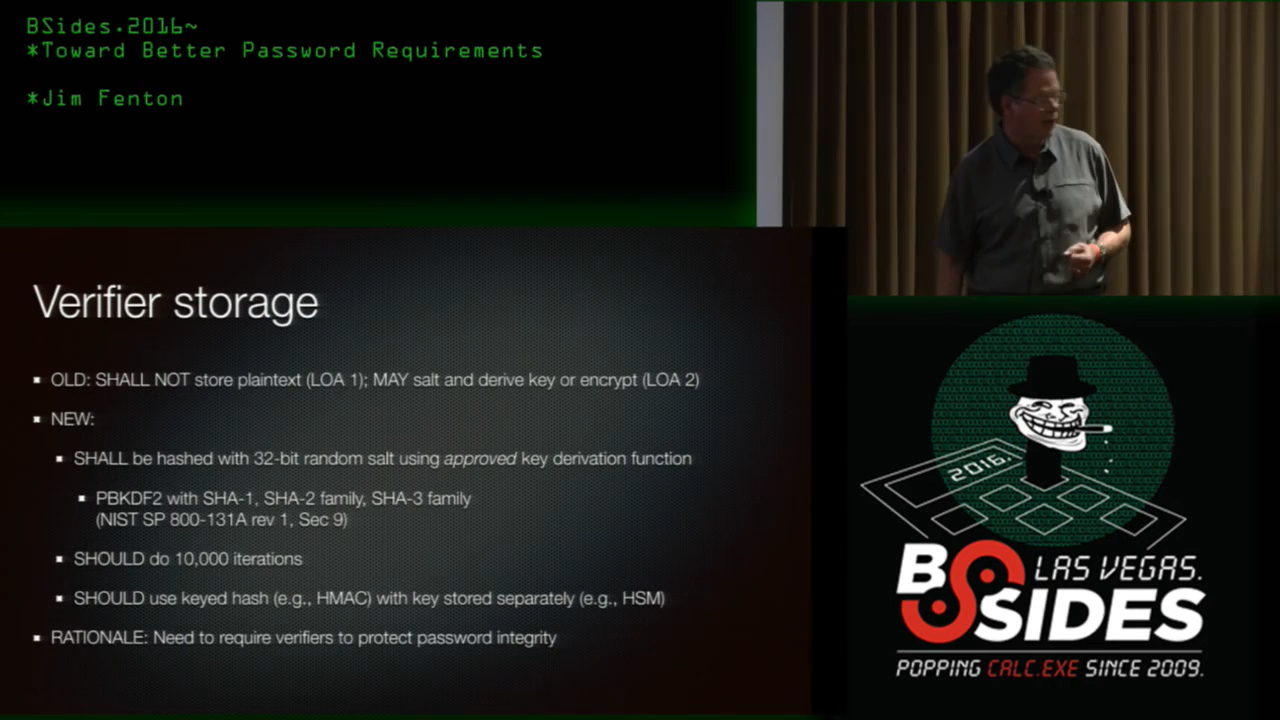 BSides.2016~
*Toward Better Password Requirements
*Jim Fenton
Verifier storage
▪ OLD: SHALL NOT store plaintext (LOA 1); MAY salt and derive key or encrypt (LOA 2)
▪ NEW:
▪ SHALL be hashed with 32-bit random salt using approved key derivation function
▪ PBKDF2 with SHA-1, SHA-2 family, SHA-3 family
(NIST SP 800-131A rev 1, Sec 9)
▪ SHOULD do 10,000 iterations
▪ SHOULD use keyed hash (e.g., HMAC) with key stored separately (e.g., HSM)
▪ RATIONALE: Need to require verifiers to protect password integrity
2016.
BSIDES
LAS VEGAS.
POPPING CALC.EXE SINCE 2009.